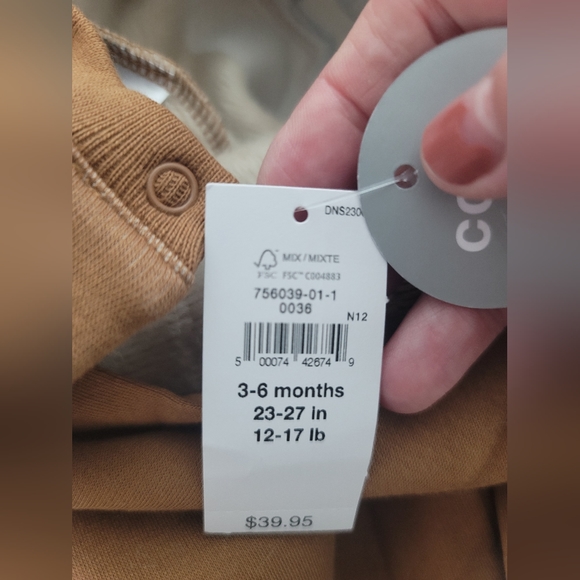 DNS230
MIX / MIXTE
FSC FSC™ C004883
756039-01-1
0036
N12
5 00074 42674 9
3-6 months
23-27 in
12-17 lb
$39.95
co